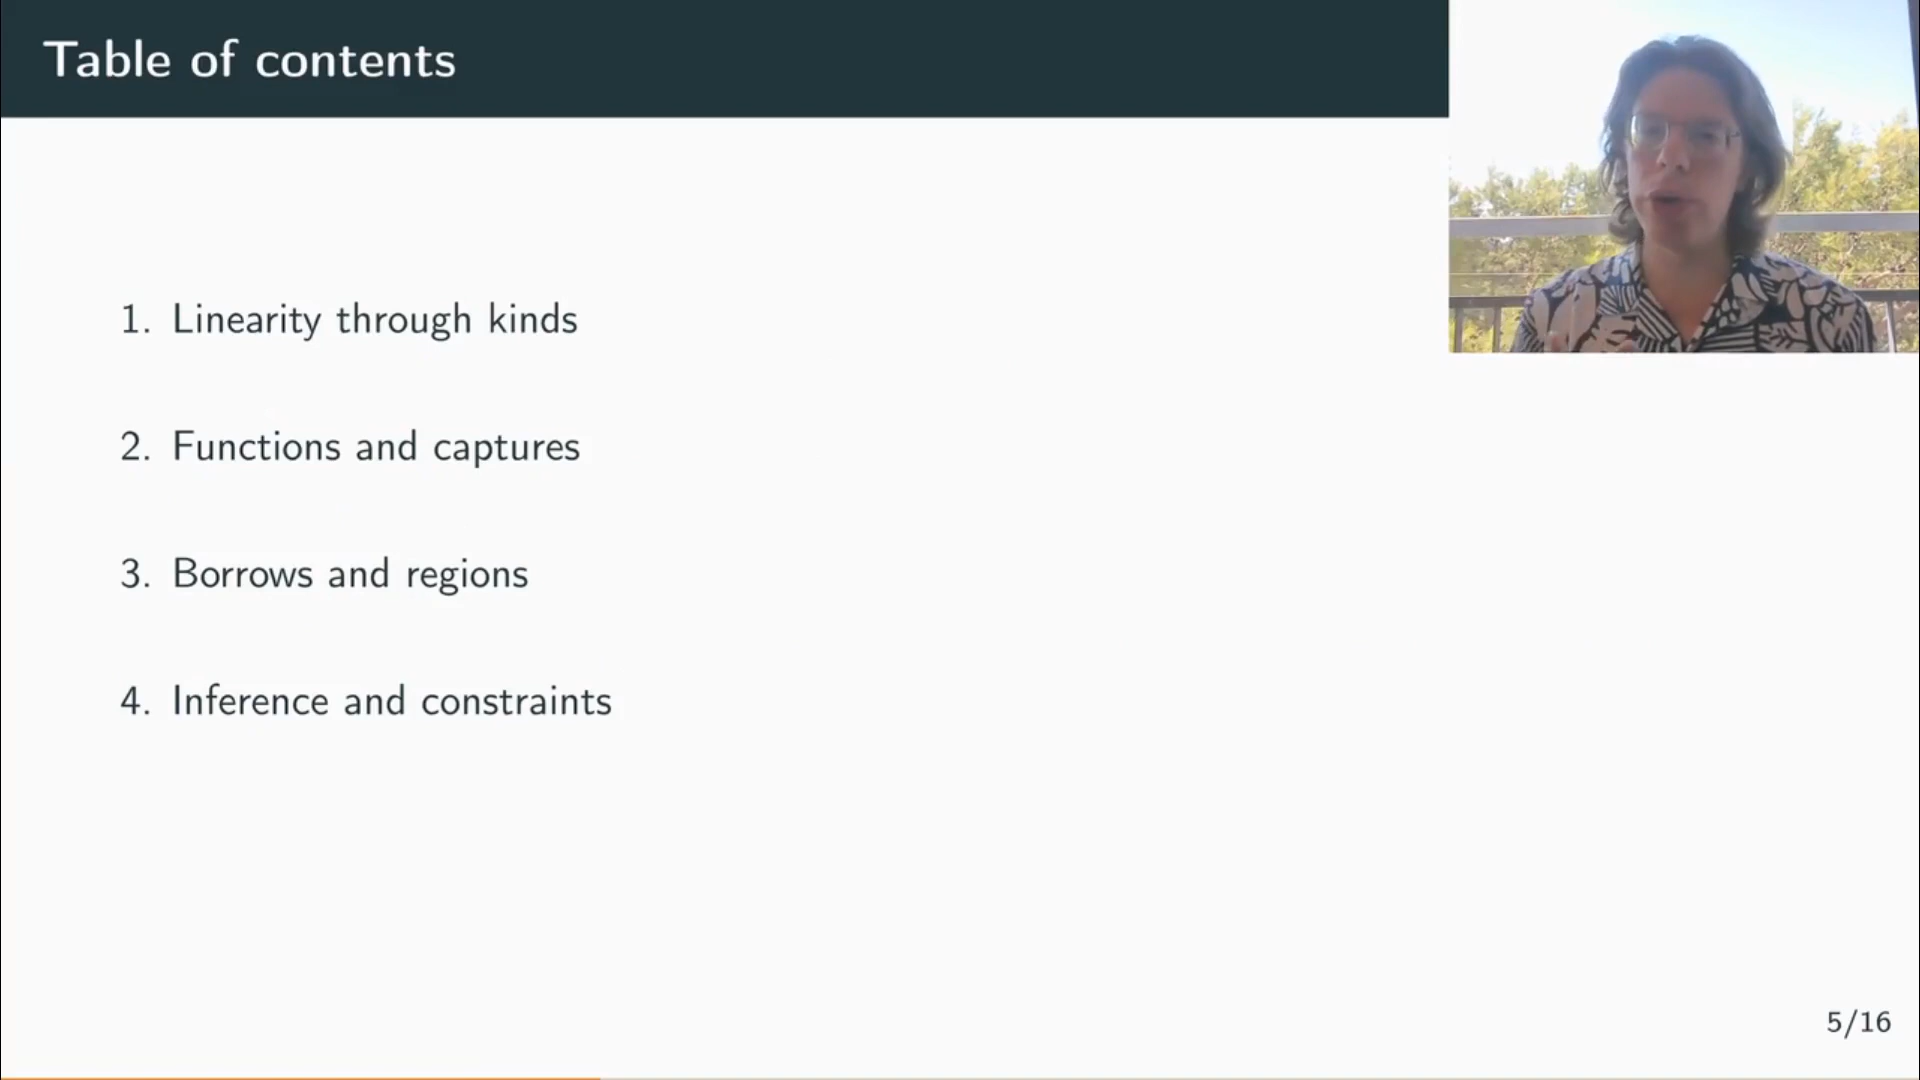 Table of contents
1. Linearity through kinds
2. Functions and captures
3. Borrows and regions
4. Inference and constraints
5/16